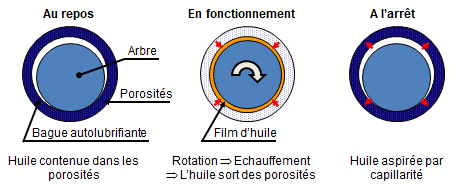 Au repos
En fonctionnement
A l'arrêt
Arbre
Porosités
Bague autolubrifiante
Film d'huile
Huile contenue dans les
porosités
Rotation ⇒ Echauffement
⇒ L'huile sort des porosités
Huile aspirée par
capillarité